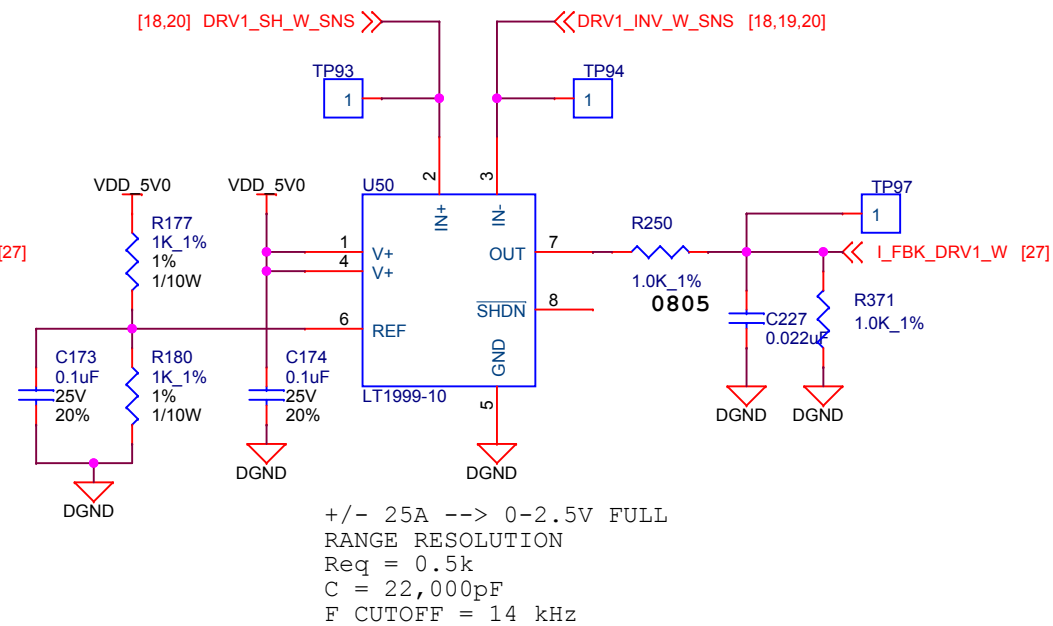 [18,20] DRV1_SH_W_SNS
DRV1_INV_W_SNS [18,19,20]
TP93
1
TP94
1
2
3
VDD_5V0
VDD_5V0
U50
TP97
1
R177
1K_1%
1%
1/10W
[27]
IN+
IN-
1
V+
4
V+
OUT
7
R250
1.0K_1%
0805
I_FBK_DRV1_W [27]
SHDN
8
6
REF
GND
C227
0.022uF
R371
1.0K_1%
C173
0.1uF
25V
20%
R180
1K_1%
1%
1/10W
C174
0.1uF
25V
20%
LT1999-10
5
DGND
DGND
DGND
DGND
DGND
+/- 25A --> 0-2.5V FULL
RANGE RESOLUTION
Req = 0.5k
C = 22,000pF
F CUTOFF = 14 kHz